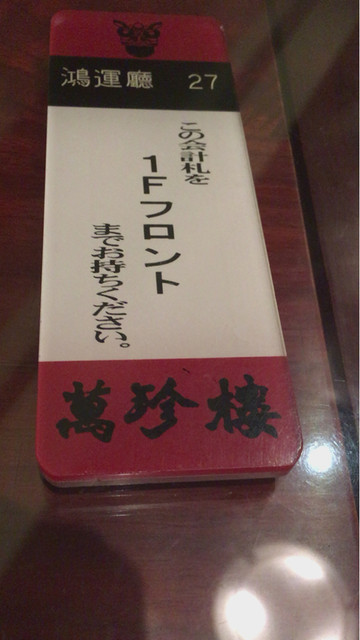 鴻運廳 27
この会計札を
1Fフロント
までお持ちください。
萬珍樓